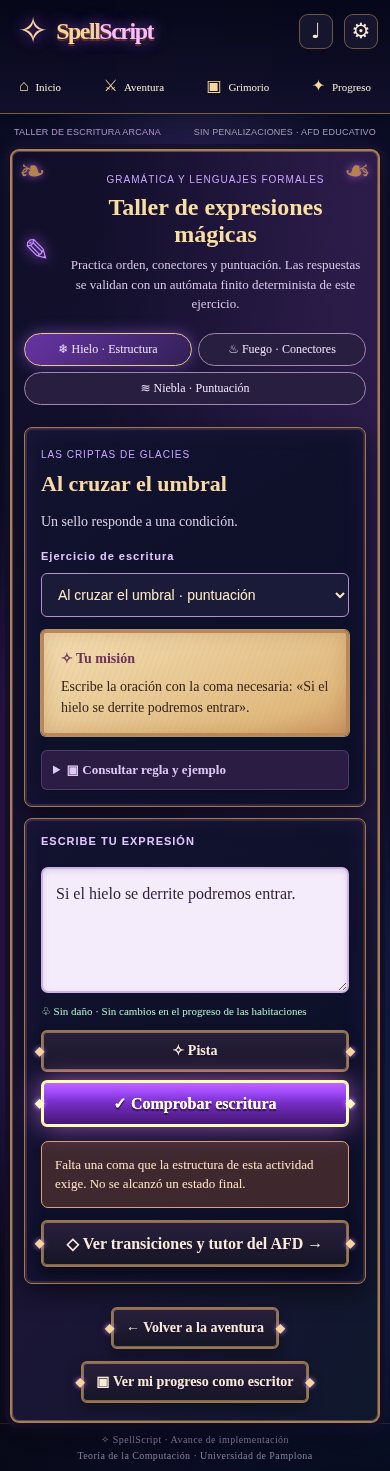 SpellScript
Inicio
Aventura
Grimorio
Progreso
TALLER DE ESCRITURA ARCANA
SIN PENALIZACIONES · AFD EDUCATIVO
GRAMÁTICA Y LENGUAJES FORMALES
Taller de expresiones
mágicas
Practica orden, conectores y puntuación. Las respuestas
se validan con un autómata finito determinista de este
ejercicio.
Hielo · Estructura
Fuego · Conectores
Niebla · Puntuación
LAS CRIPTAS DE GLACIES
Al cruzar el umbral
Un sello responde a una condición.
Ejercicio de escritura
Al cruzar el umbral · puntuación
✧ Tu misión
Escribe la oración con la coma necesaria: «Si el
hielo se derrite podremos entrar».
Consultar regla y ejemplo
ESCRIBE TU EXPRESIÓN
Si el hielo se derrite podremos entrar.
Sin daño · Sin cambios en el progreso de las habitaciones
✧ Pista
✓ Comprobar escritura
Falta una coma que la estructura de esta actividad
exige. No se alcanzó un estado final.
◇ Ver transiciones y tutor del AFD →
← Volver a la aventura
Ver mi progreso como escritor
✧ SpellScript · Avance de implementación
Teoría de la Computación · Universidad de Pamplona